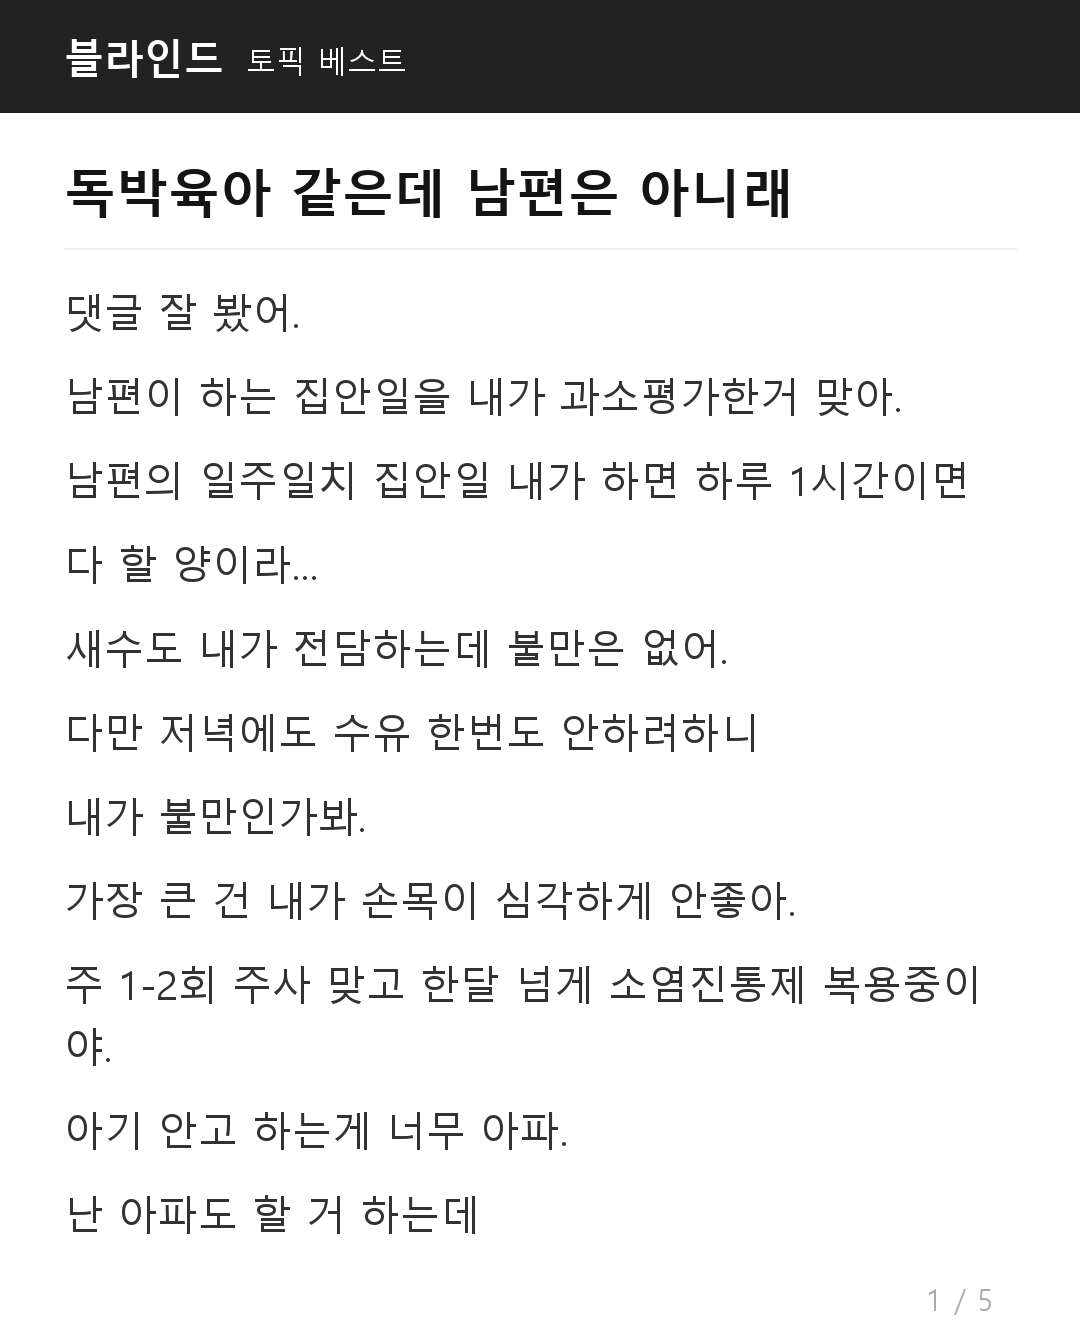 블라인드 토픽 베스트
독박육아 같은데 남편은 아니래
댓글 잘 봤어.
남편이 하는 집안일을 내가 과소평가한거 맞아.
남편의 일주일치 집안일 내가 하면 하루 1시간이면
다 할 양이라...
새수도 내가 전담하는데 불만은 없어.
다만 저녁에도 수유 한번도 안하려하니
내가 불만인가봐.
가장 큰 건 내가 손목이 심각하게 안좋아.
주 1-2회 주사 맞고 한달 넘게 소염진통제 복용중이
야.
아기 안고 하는게 너무 아파.
난 아파도 할 거 하는데
1 / 5